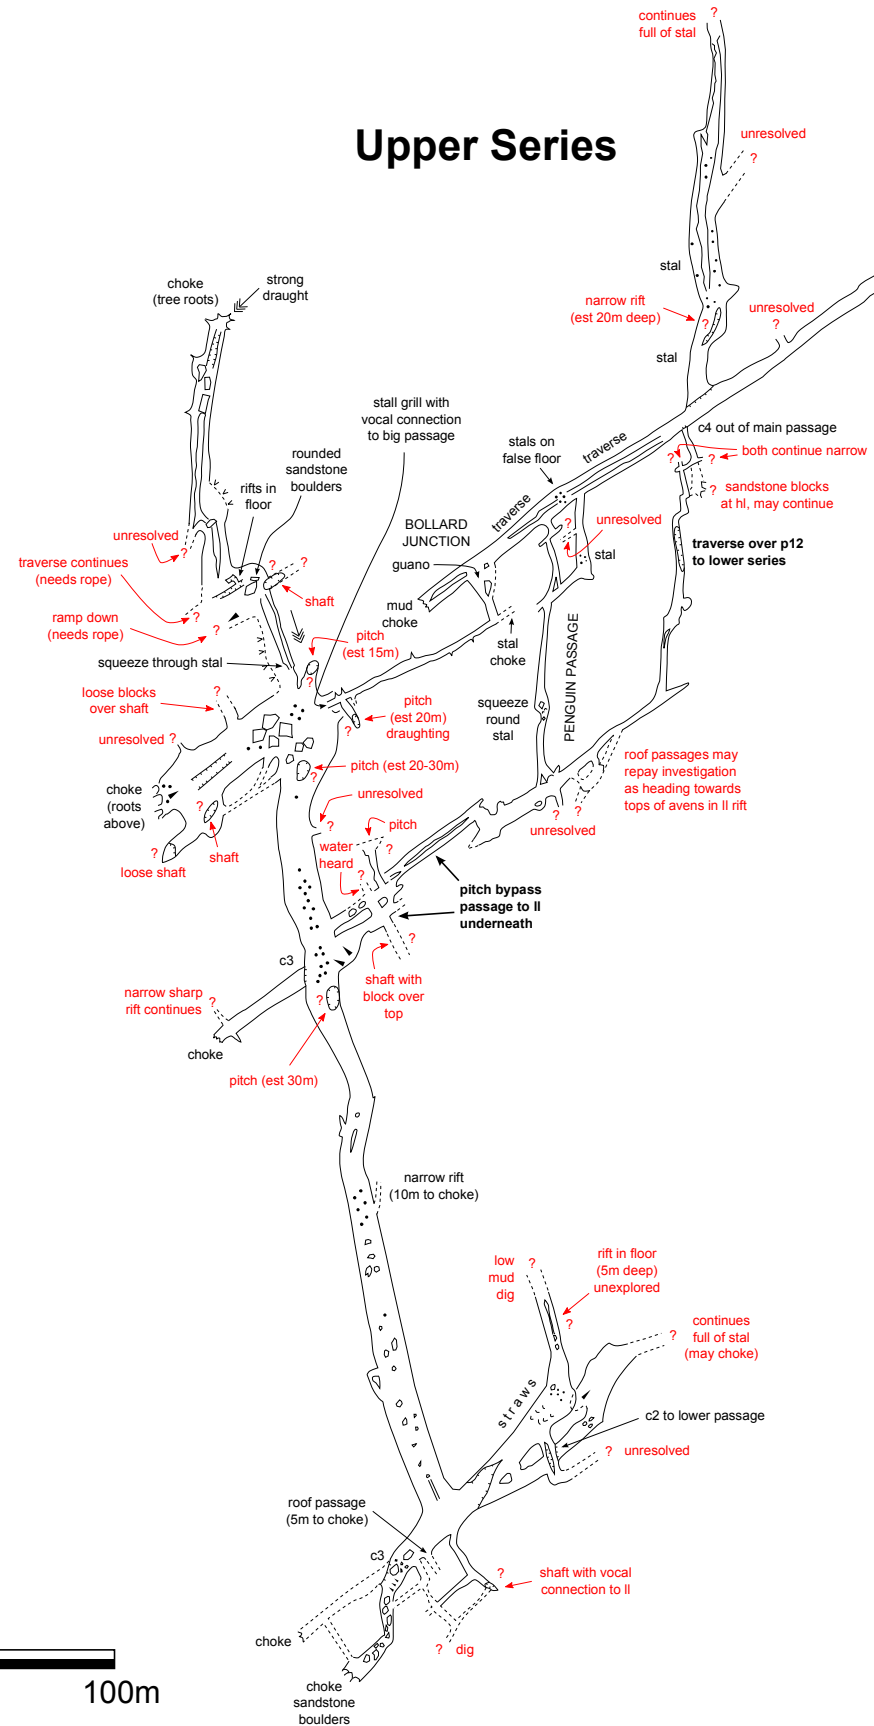 continues
full of stal
?
Upper Series
unresolved
?
stal
choke
(tree roots)
strong
draught
narrow rift
(est 20m deep)
?
unresolved
?
stal
stall grill with
vocal connection
to big passage
c4 out of main passage
stals on
false floor
traverse
?
?
both continue narrow
rounded
sandstone
boulders
rifts in
floor
traverse
?
sandstone blocks
at hl, may continue
BOLLARD
JUNCTION
?
unresolved
unresolved
?
traverse over p12
to lower series
guano
stal
traverse continues
(needs rope)
?
?
?
shaft
mud
choke
ramp down
(needs rope)
?
pitch
(est 15m)
?
stal
choke
PENGUIN PASSAGE
squeeze through stal
loose blocks
over shaft
?
pitch
(est 20m)
draughting
?
squeeze
round
stal
unresolved
?
pitch (est 20-30m)
?
roof passages may
repay investigation
as heading towards
tops of avens in II rift
choke
(roots
above)
?
unresolved
?
?
?
unresolved
shaft
?
loose shaft
pitch
?
water
heard
?
pitch bypass
passage to II
underneath
?
c3
shaft with
block over
top
narrow sharp
rift continues
?
?
choke
pitch (est 30m)
narrow rift
(10m to choke)
low
mud
dig
?
rift in floor
(5m deep)
unexplored
?
continues
full of stal
(may choke)
?
straws
c2 to lower passage
?
unresolved
roof passage
(5m to choke)
c3
?
shaft with vocal
connection to II
choke
?
dig
choke
sandstone
boulders
100m